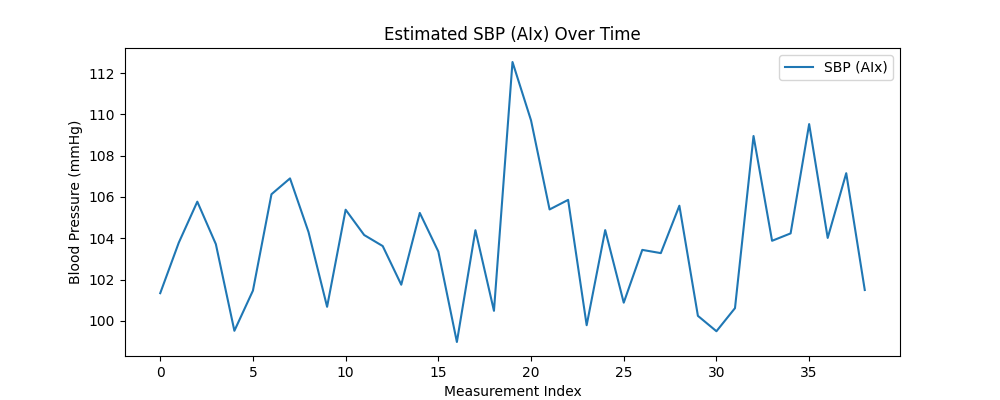 Estimated SBP (AIx) Over Time
SBP (AIx)
Blood Pressure (mmHg)
112
110
108
106
104
102
100
0 5 10 15 20 25 30 35
Measurement Index